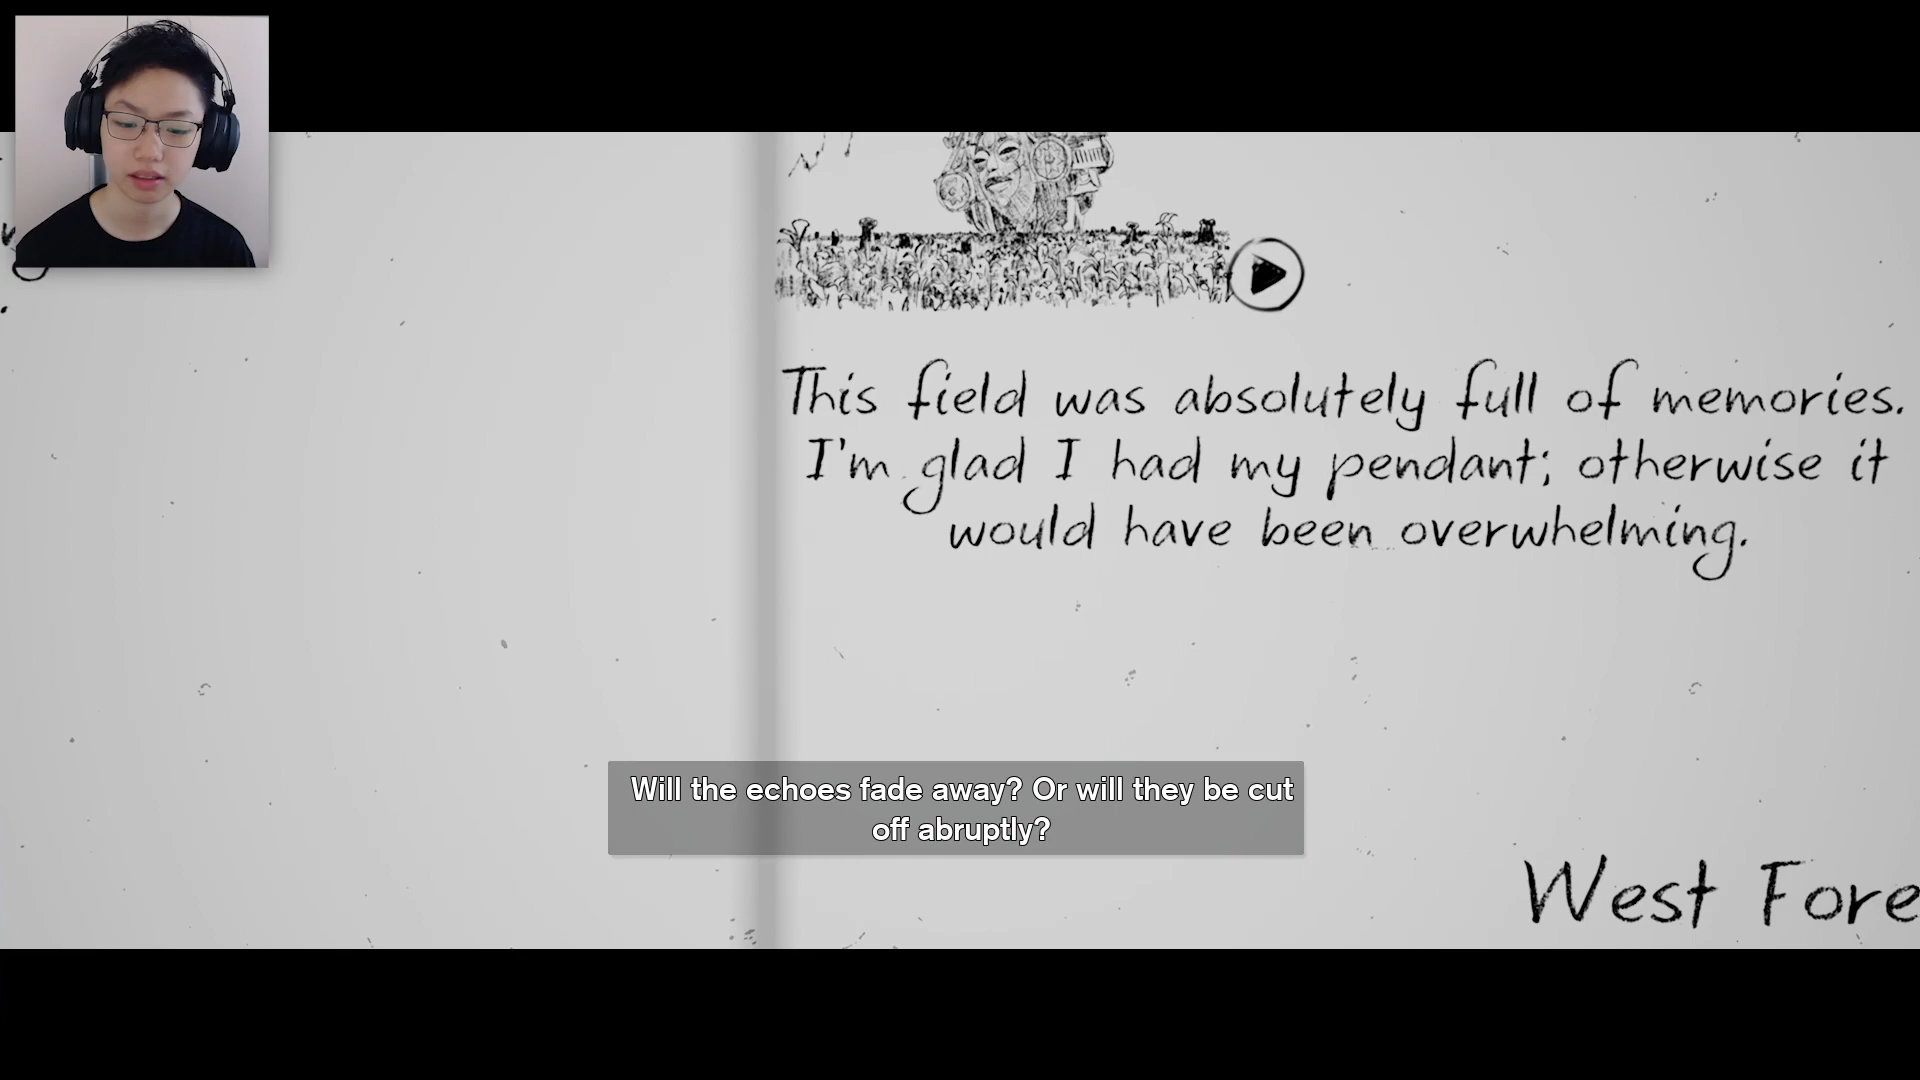 This field was absolutely full of memories.
I'm glad I had my pendant; otherwise it
would have been overwhelming.
Will the echoes fade away? Or will they be cut
off abruptly?
West Fore